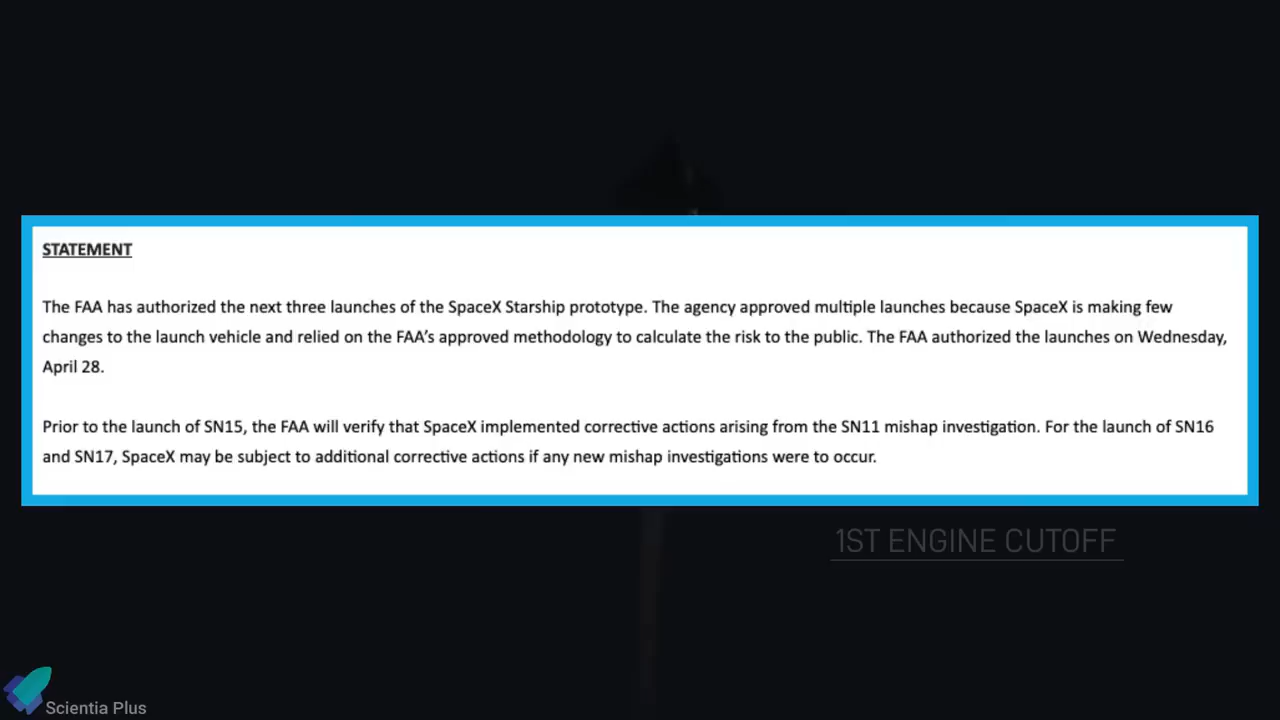 STATEMENT
The FAA has authorized the next three launches of the SpaceX Starship prototype. The agency approved multiple launches because SpaceX is making few
changes to the launch vehicle and relied on the FAA’s approved methodology to calculate the risk to the public. The FAA authorized the launches on Wednesday,
April 28.
Prior to the launch of SN15, the FAA will verify that SpaceX implemented corrective actions arising from the SN11 mishap investigation. For the launch of SN16
and SN17, SpaceX may be subject to additional corrective actions if any new mishap investigations were to occur.
1ST ENGINE CUTOFF
Scientia Plus